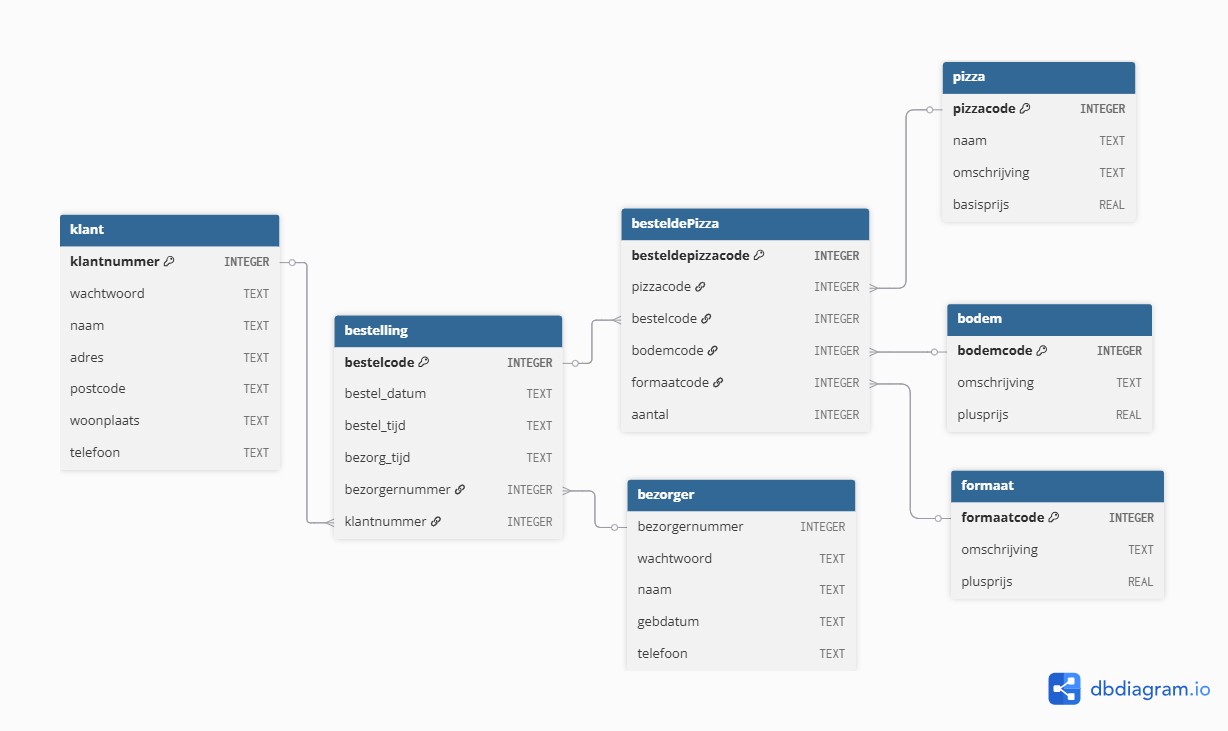 klant
klantnummer INTEGER
wachtwoord TEXT
naam TEXT
adres TEXT
postcode TEXT
woonplaats TEXT
telefoon TEXT
bestelling
bestelcode INTEGER
bestel_datum TEXT
bestel_tijd TEXT
bezorg_tijd TEXT
bezorgernummer INTEGER
klantnummer INTEGER
besteldePizza
besteldepizzacode INTEGER
pizzacode INTEGER
bestelcode INTEGER
bodemcode INTEGER
formaatcode INTEGER
aantal INTEGER
bezorger
bezorgernummer INTEGER
wachtwoord TEXT
naam TEXT
gebdatum TEXT
telefoon TEXT
pizza
pizzacode INTEGER
naam TEXT
omschrijving TEXT
basisprijs REAL
bodem
bodemcode INTEGER
omschrijving TEXT
plusprijs REAL
formaat
formaatcode INTEGER
omschrijving TEXT
plusprijs REAL
dbdiagram.io